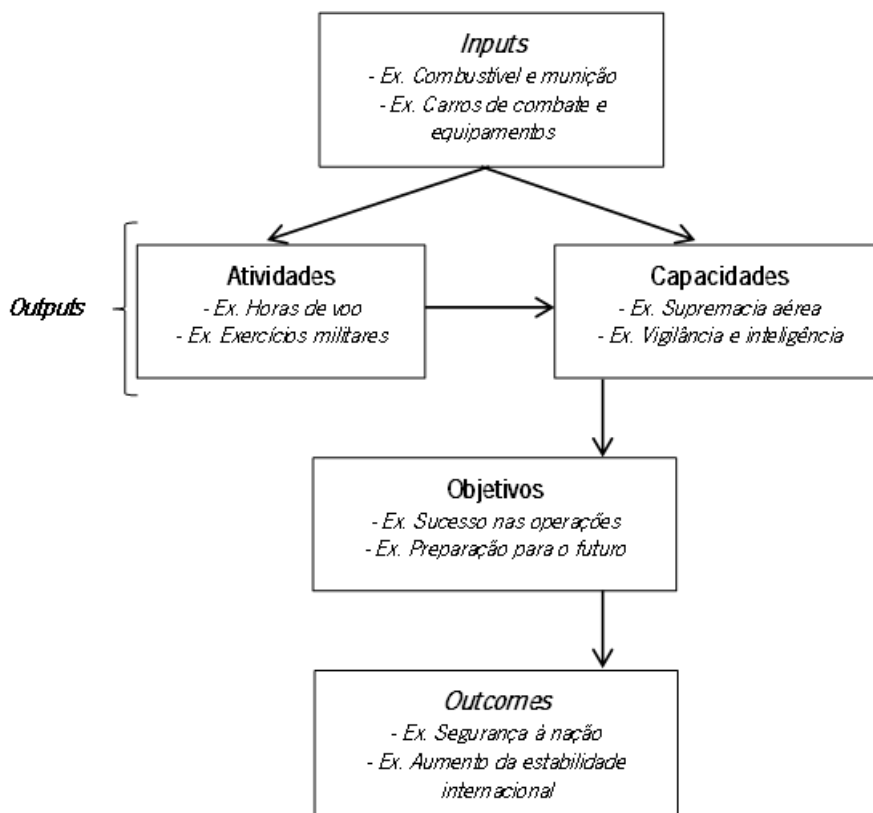 Inputs
- Ex. Combustível e munição
- Ex. Carros de combate e
equipamentos
Outputs
Atividades
- Ex. Horas de voo
- Ex. Exercícios militares
Capacidades
- Ex. Supremacia aérea
- Ex. Vigilância e inteligência
Objetivos
- Ex. Sucesso nas operações
- Ex. Preparação para o futuro
Outcomes
- Ex. Segurança à nação
- Ex. Aumento da estabilidade
internacional